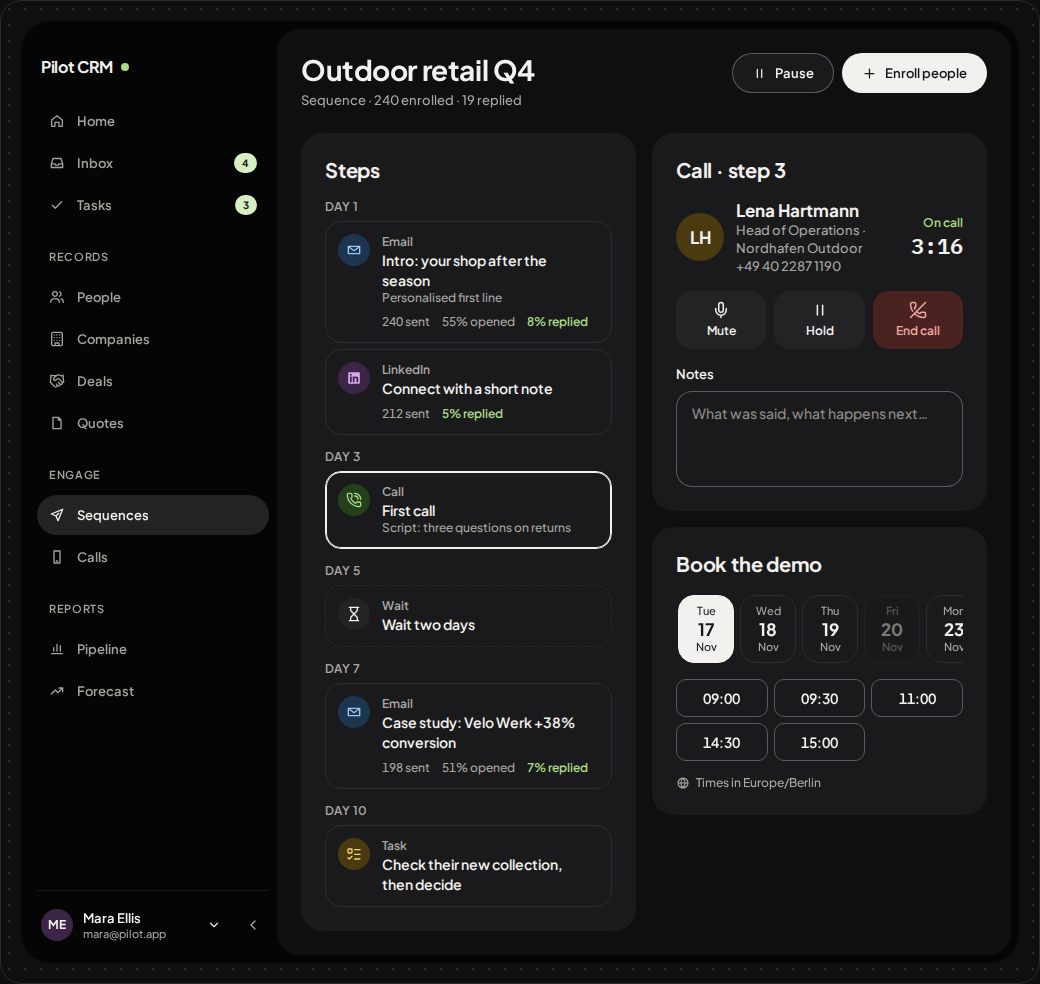 Pilot CRM
Home
Inbox 4
Tasks 3
RECORDS
People
Companies
Deals
Quotes
ENGAGE
Sequences
Calls
REPORTS
Pipeline
Forecast
ME
Mara Ellis
mara@pilot.app
Outdoor retail Q4
Sequence · 240 enrolled · 19 replied
Pause
Enroll people
Steps
DAY 1
Email
Intro: your shop after the
season
Personalised first line
240 sent 55% opened 8% replied
LinkedIn
Connect with a short note
212 sent 5% replied
DAY 3
Call
First call
Script: three questions on returns
DAY 5
Wait
Wait two days
DAY 7
Email
Case study: Velo Werk +38%
conversion
198 sent 51% opened 7% replied
DAY 10
Task
Check their new collection,
then decide
Call · step 3
LH
Lena Hartmann
Head of Operations ·
Nordhafen Outdoor
+49 40 2287 1190
On call
3:16
Mute
Hold
End call
Notes
What was said, what happens next…
Book the demo
Tue Wed Thu Fri Mon
17 18 19 20 23
Nov Nov Nov Nov Nov
09:00 09:30 11:00
14:30 15:00
Times in Europe/Berlin